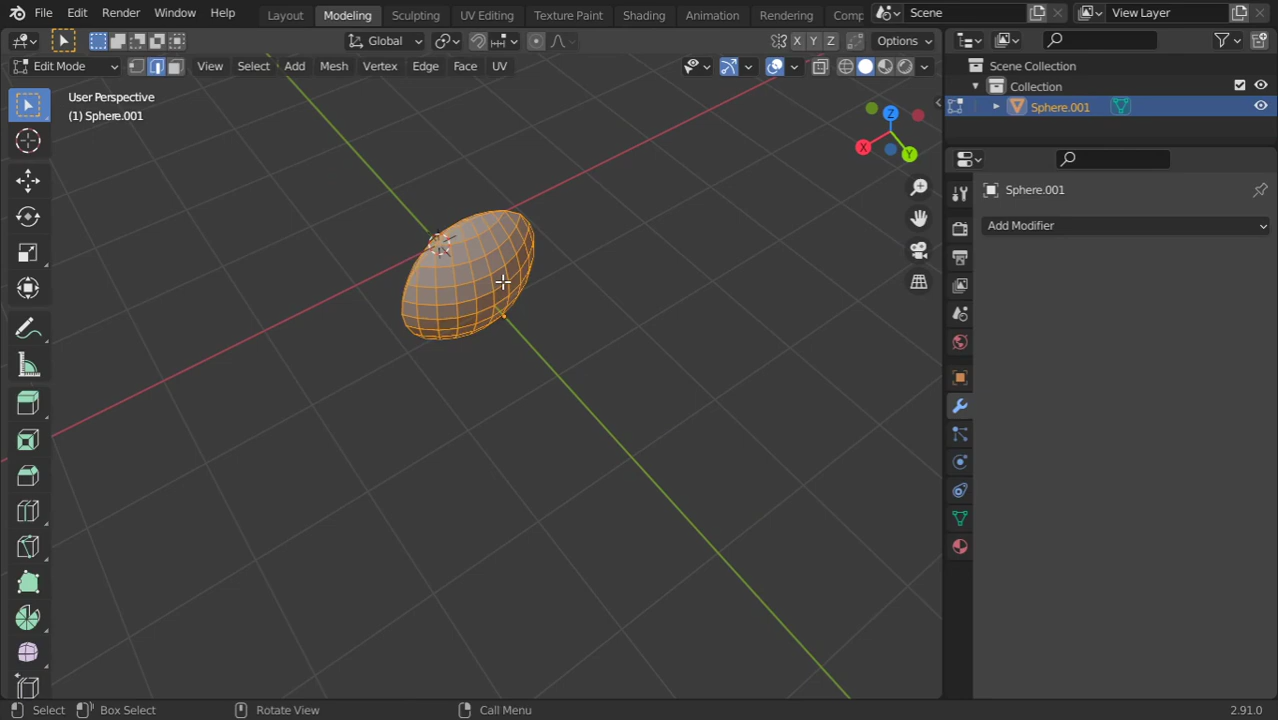 File Edit Render Window Help Layout Modeling Sculpting UV Editing Texture Paint Shading Animation Rendering Comp Scene View Layer
Global X Y Z Options
Edit Mode View Select Add Mesh Vertex Edge Face UV
Scene Collection
Collection
Sphere.001
User Perspective
(1) Sphere.001
Z
X
Y
Sphere.001
Add Modifier
Select Box Select Rotate View Call Menu 2.91.0